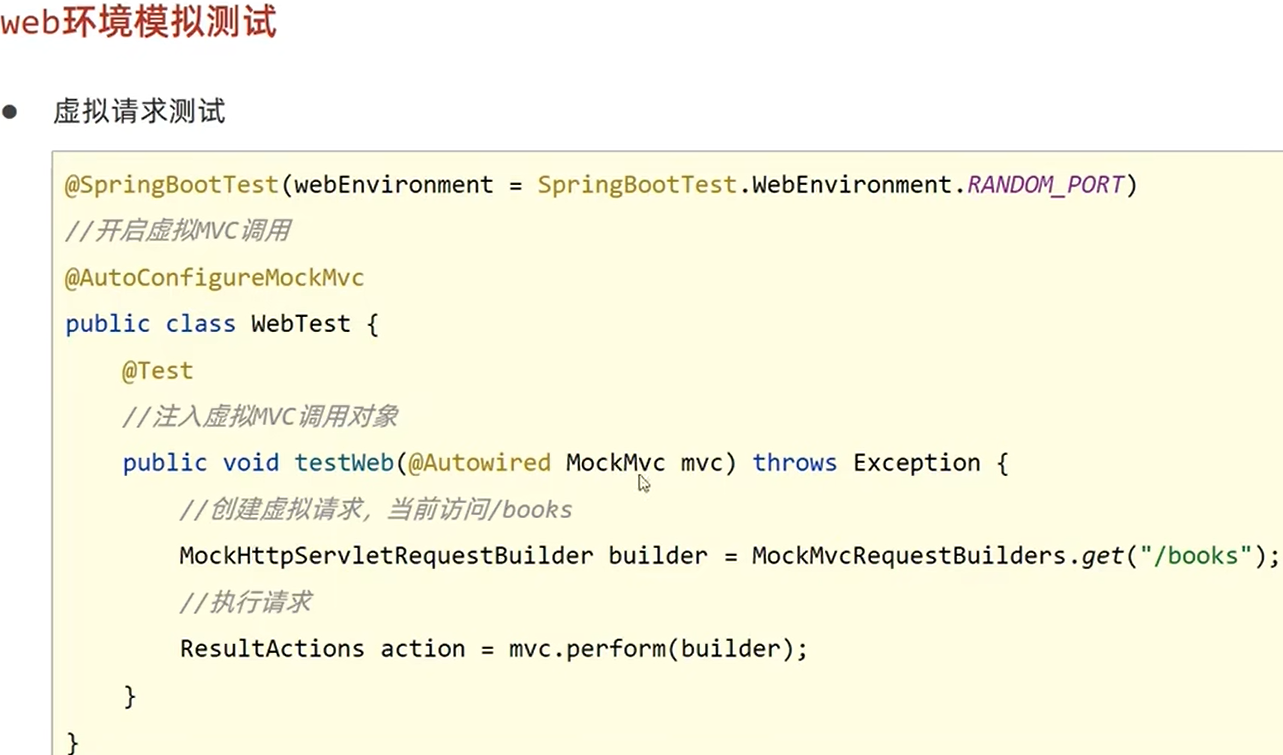 web环境模拟测试
● 虚拟请求测试
@SpringBootTest(webEnvironment = SpringBootTest.WebEnvironment.RANDOM_PORT)
//开启虚拟MVC调用
@AutoConfigureMockMvc
public class WebTest {
@Test
//注入虚拟MVC调用对象
public void testWeb(@Autowired MockMvc mvc) throws Exception {
//创建虚拟请求，当前访问/books
MockHttpServletRequestBuilder builder = MockMvcRequestBuilders.get("/books");
//执行请求
ResultActions action = mvc.perform(builder);
}
}